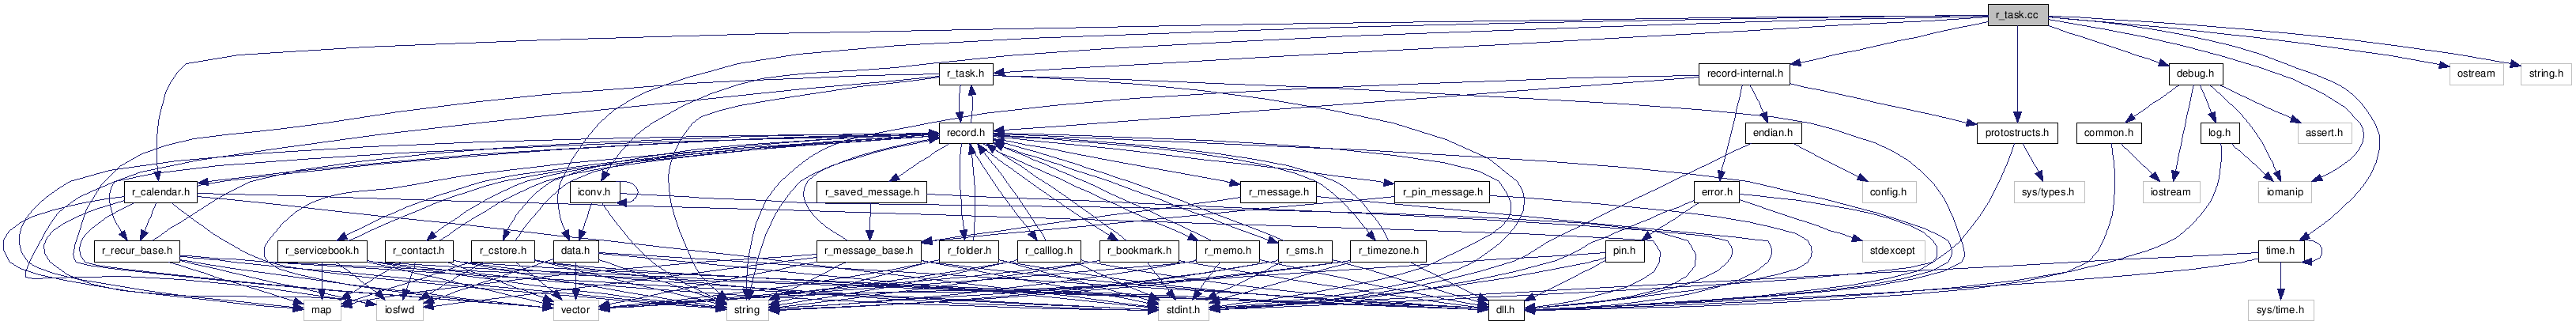 r_task.cc
r_task.h
record-internal.h
debug.h
ostream
string.h
record.h
endian.h
protostructs.h
common.h
log.h
assert.h
r_calendar.h
iconv.h
r_saved_message.h
r_message.h
r_pin_message.h
error.h
config.h
sys/types.h
iostream
iomanip
r_recur_base.h
r_servicebook.h
r_contact.h
r_cstore.h
data.h
r_message_base.h
r_folder.h
r_calllog.h
r_bookmark.h
r_memo.h
r_sms.h
r_timezone.h
pin.h
stdexcept
time.h
map
iosfwd
vector
string
stdint.h
dll.h
sys/time.h